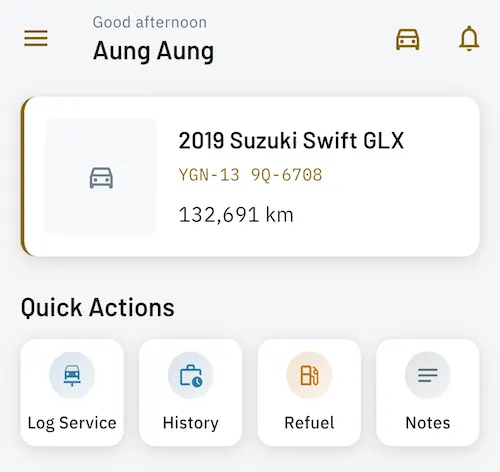 Good afternoon
Aung Aung
2019 Suzuki Swift GLX
YGN-13 9Q-6708
132,691 km
Quick Actions
Log Service
History
Refuel
Notes